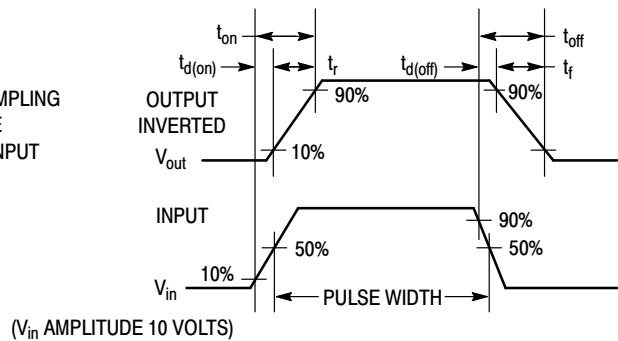 t_on t_off
t_d(on) t_r t_d(off) t_f
OUTPUT
INVERTED
90% 90%
10%
V_out
INPUT
90%
50% 50%
10%
V_in
PULSE WIDTH
(V_in AMPLITUDE 10 VOLTS)